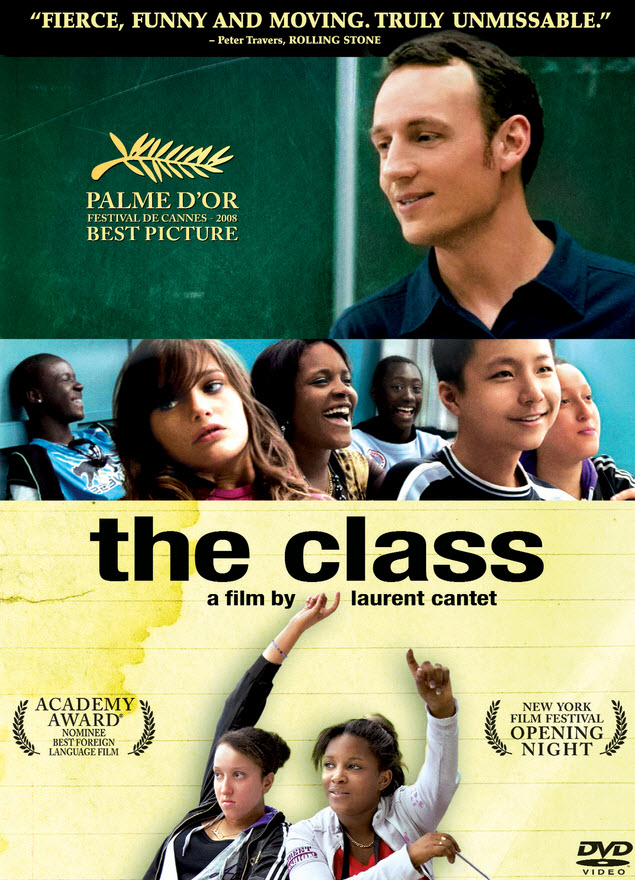 “FIERCE, FUNNY AND MOVING. TRULY UNMISSABLE.”
– Peter Travers, ROLLING STONE
PALME D’OR
FESTIVAL DE CANNES - 2008
BEST PICTURE
the class
a film by laurent cantet
ACADEMY
AWARD®
NOMINEE
BEST FOREIGN
LANGUAGE FILM
NEW YORK
FILM FESTIVAL
OPENING
NIGHT
DVD
VIDEO